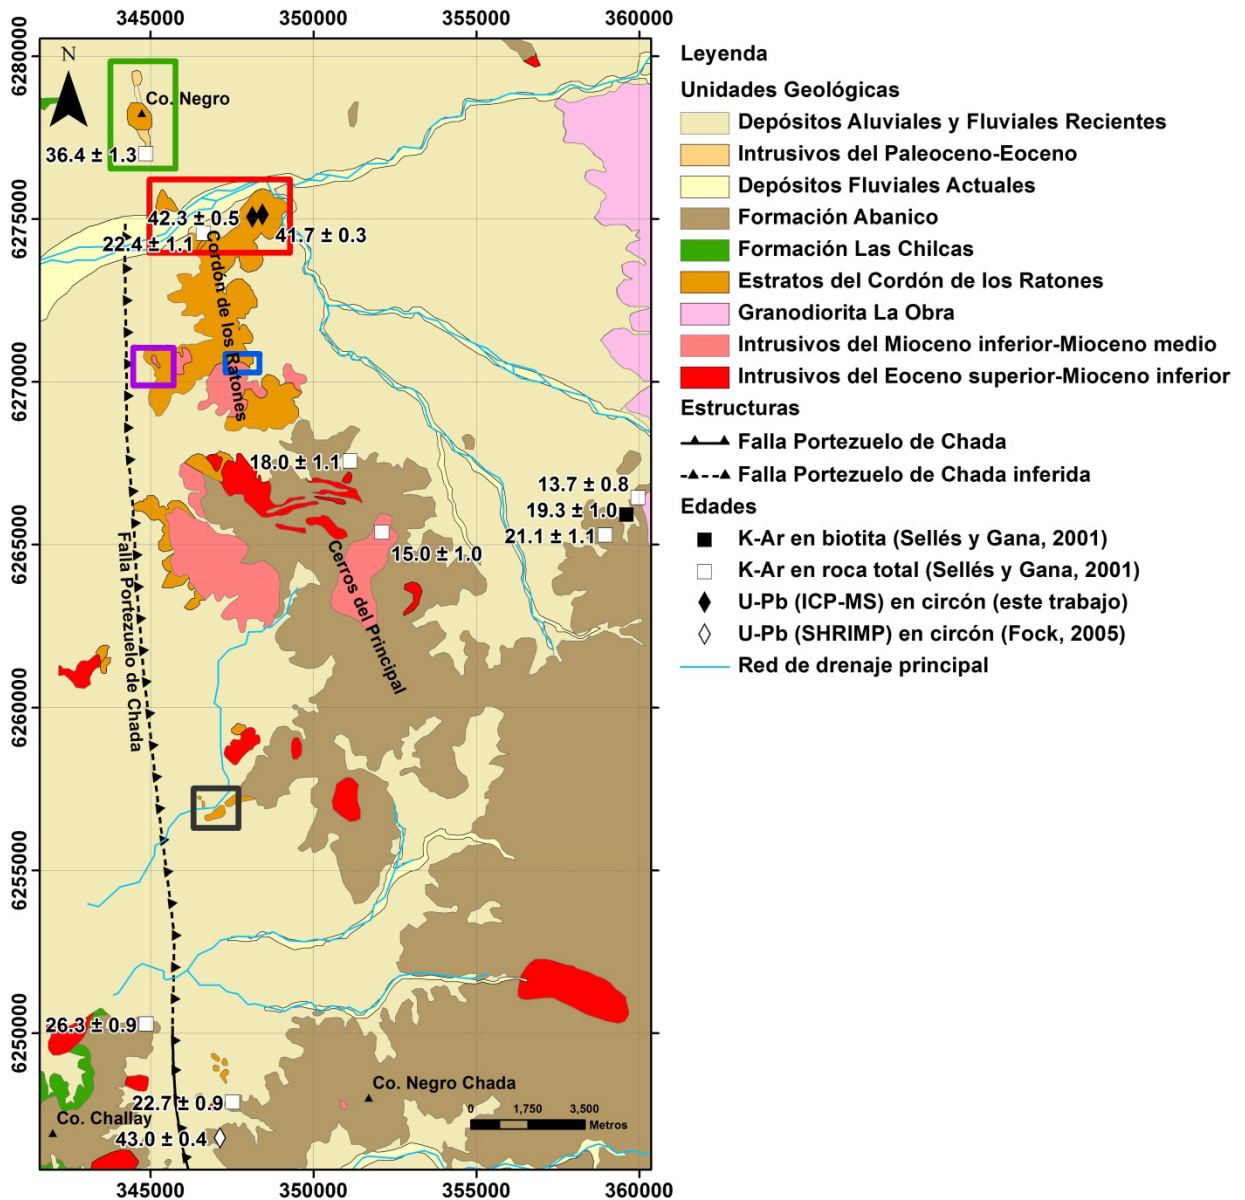 345000 350000 355000 360000
6280000
6275000
6270000
6265000
6260000
6255000
6250000
N
Co. Negro
36.4 ± 1.3
42.3 ± 0.5
41.7 ± 0.3
22.4 ± 1.1
Cordón de los Ratones
18.0 ± 1.1
13.7 ± 0.8
19.3 ± 1.0
21.1 ± 1.1
15.0 ± 1.0
Cerros del Principal
Falla Portezuelo de Chada
26.3 ± 0.9
Co. Negro Chada
22.7 ± 0.9
Co. Challay
43.0 ± 0.4
0 1,750 3,500
Metros
345000 350000 355000 360000
Leyenda
Unidades Geológicas
Depósitos Aluviales y Fluviales Recientes
Intrusivos del Paleoceno-Eoceno
Depósitos Fluviales Actuales
Formación Abanico
Formación Las Chilcas
Estratos del Cordón de los Ratones
Granodiorita La Obra
Intrusivos del Mioceno inferior-Mioceno medio
Intrusivos del Eoceno superior-Mioceno inferior
Estructuras
Falla Portezuelo de Chada
Falla Portezuelo de Chada inferida
Edades
K-Ar en biotita (Sellés y Gana, 2001)
K-Ar en roca total (Sellés y Gana, 2001)
U-Pb (ICP-MS) en circón (este trabajo)
U-Pb (SHRIMP) en circón (Fock, 2005)
Red de drenaje principal